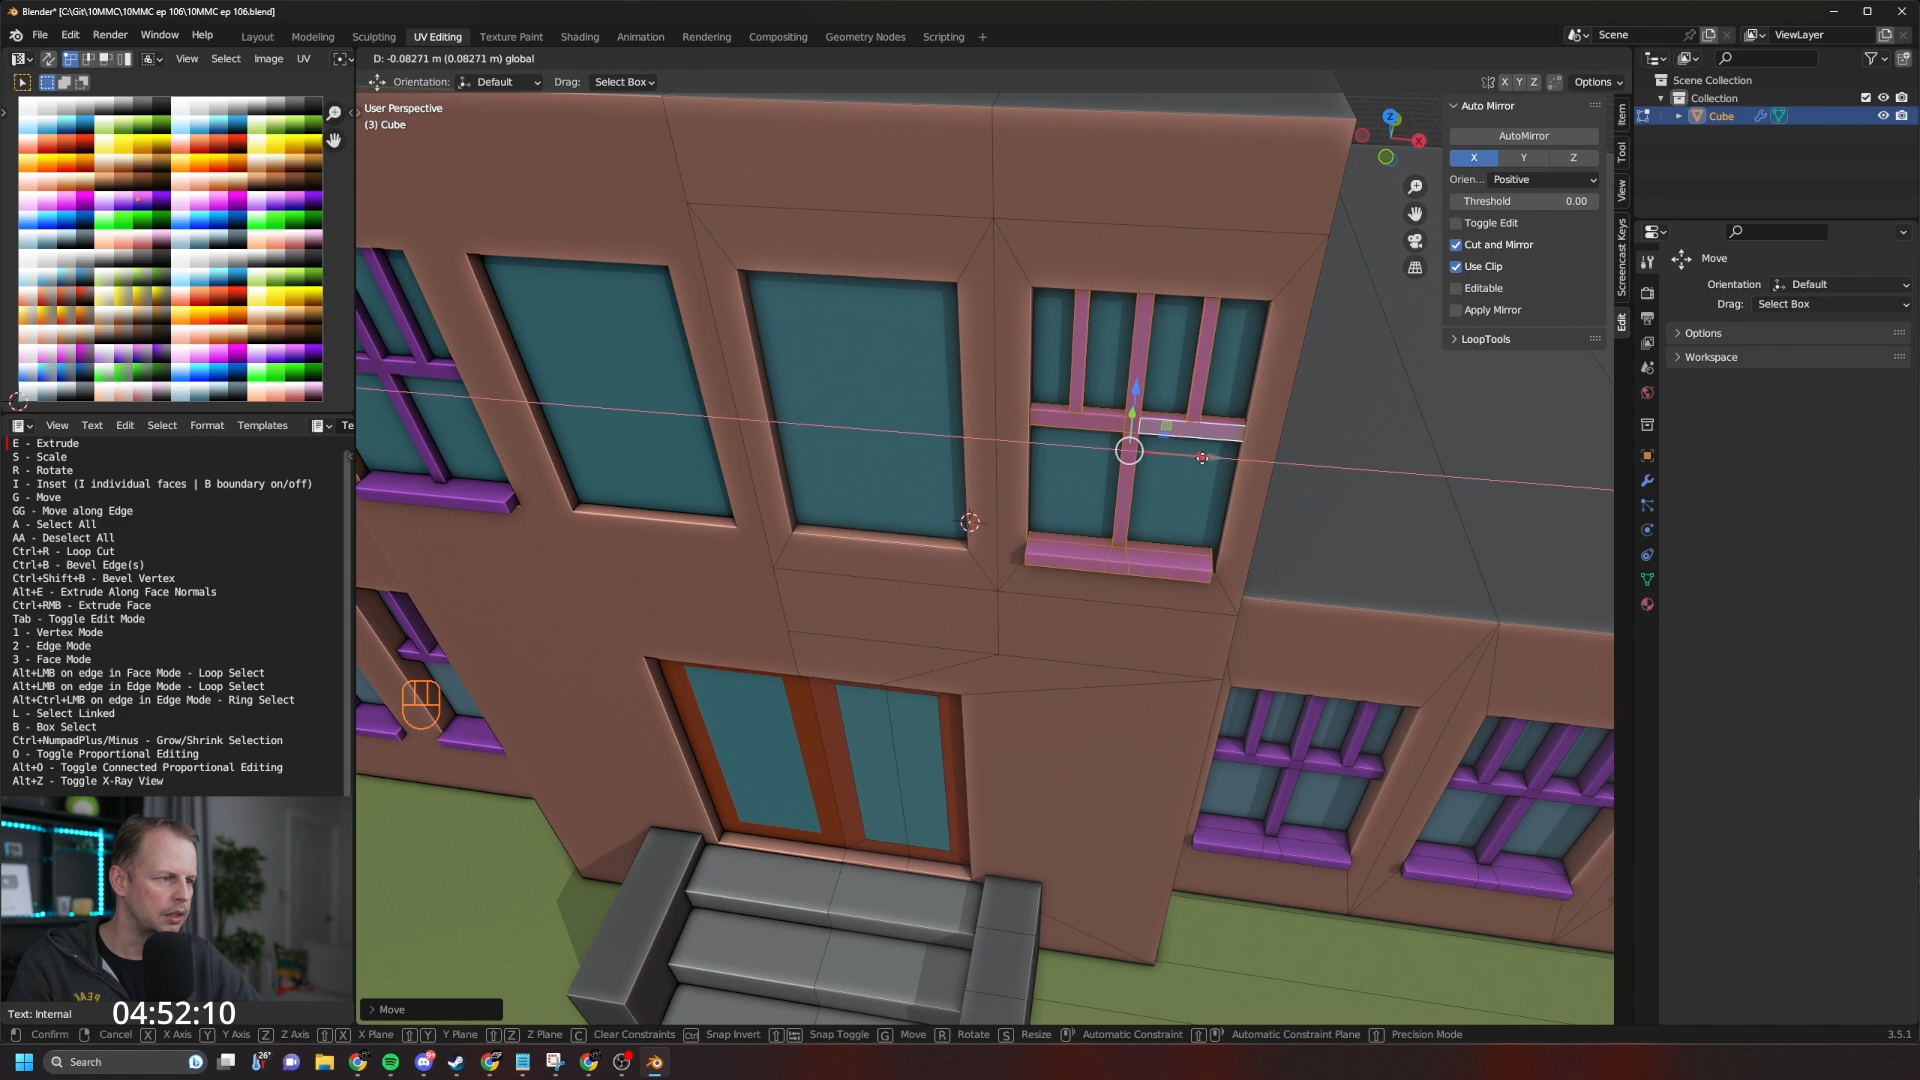 Blender* [C:\Git\10MMC\10MMC ep 106\10MMC ep 106.blend]
File Edit Render Window Help Layout Modeling Sculpting UV Editing Texture Paint Shading Animation Rendering Compositing Geometry Nodes Scripting + Scene ViewLayer
View Select Image UV D: -0.08271 m (0.08271 m) global
Orientation: Default Drag: Select Box X Y Z Options
User Perspective
(3) Cube
Auto Mirror
AutoMirror
X Y Z
Orien... Positive
Threshold 0.00
Toggle Edit
Cut and Mirror
Use Clip
Editable
Apply Mirror
LoopTools
Item
Tool
View
Screencast Keys
Edit
Z
X
Scene Collection
Collection
Cube
Move
Orientation Default
Drag: Select Box
Options
Workspace
View Text Edit Select Format Templates Te
E - Extrude
S - Scale
R - Rotate
I - Inset (I individual faces | B boundary on/off)
G - Move
GG - Move along Edge
A - Select All
AA - Deselect All
Ctrl+R - Loop Cut
Ctrl+B - Bevel Edge(s)
Ctrl+Shift+B - Bevel Vertex
Alt+E - Extrude Along Face Normals
Ctrl+RMB - Extrude Face
Tab - Toggle Edit Mode
1 - Vertex Mode
2 - Edge Mode
3 - Face Mode
Alt+LMB on edge in Face Mode - Loop Select
Alt+LMB on edge in Edge Mode - Loop Select
Alt+Ctrl+LMB on edge in Edge Mode - Ring Select
L - Select Linked
B - Box Select
Ctrl+NumpadPlus/Minus - Grow/Shrink Selection
O - Toggle Proportional Editing
Alt+O - Toggle Connected Proportional Editing
Alt+Z - Toggle X-Ray View
Move
Text: Internal
04:52:10
Confirm Cancel X X Axis Y Y Axis Z Z Axis X X Plane Y Y Plane Z Z Plane C Clear Constraints Ctrl Snap Invert Snap Toggle G Move R Rotate S Resize Automatic Constraint Automatic Constraint Plane Precision Mode 3.5.1
Search 26°